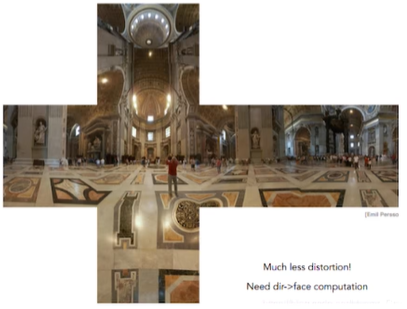 [Emil Persson
Much less distortion!
Need dir->face computation